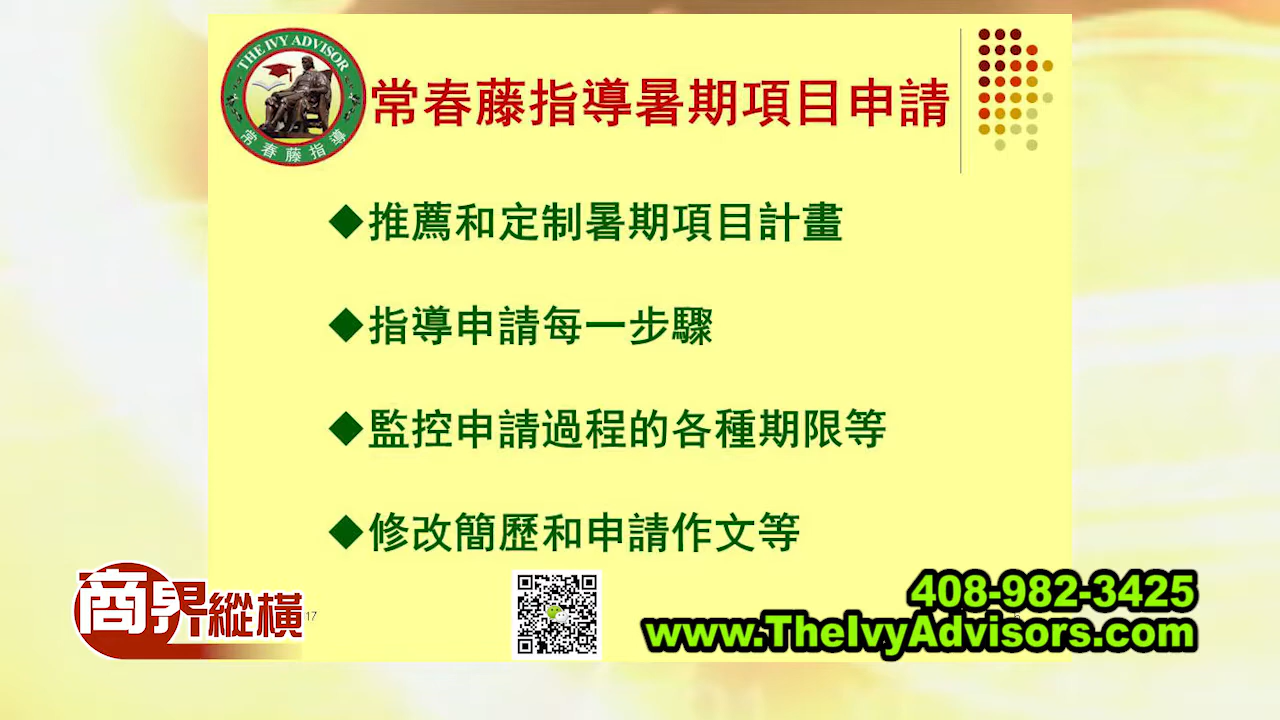 THE IVY ADVISOR
常春藤指導
常春藤指導暑期項目申請
◆推薦和定制暑期項目計畫
◆指導申請每一步驟
◆監控申請過程的各種期限等
◆修改簡歷和申請作文等
商界縱橫
17
408-982-3425
www.TheIvyAdvisors.com